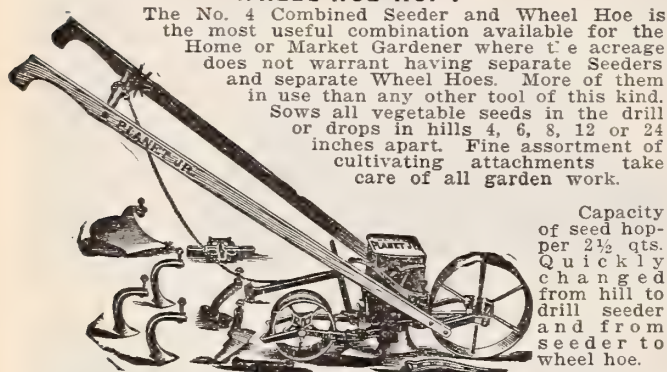 The No. 4 Combined Seeder and Wheel Hoe is
the most useful combination available for the
Home or Market Gardener where t e acreage
does not warrant having separate Seeders
and separate Wheel Hoes. More of them
in use than any other tool of this kind.
Sows all vegetable seeds in the drill
or drops in hills 4, 6, 8, 12 or 24
inches apart. Fine assortment of
cultivating attachments take
care of all garden work.
PLANET JR.
PLANET JR
Capacity
of seed hop-
per 2½ qts.
Quickly
changed
from hill to
drill seeder
and from
seeder to
wheel hoe.